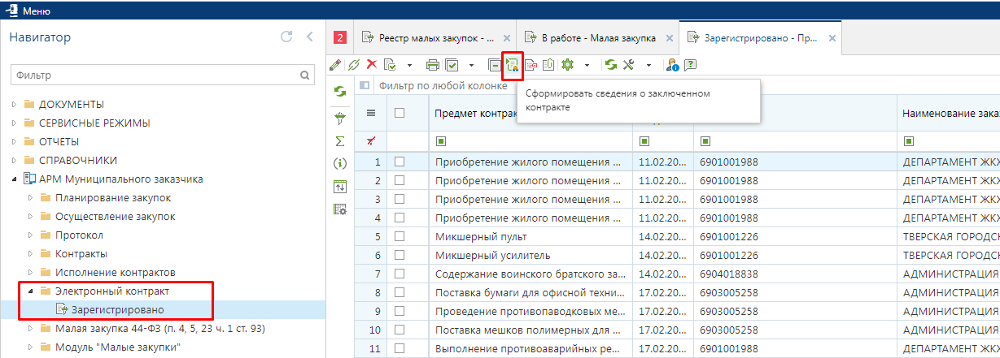 Меню
Навигатор
Фильтр
ДОКУМЕНТЫ
СЕРВИСНЫЕ РЕЖИМЫ
ОТЧЕТЫ
СПРАВОЧНИКИ
АРМ Муниципального заказчика
Планирование закупок
Осуществление закупок
Протокол
Контракты
Исполнение контрактов
Электронный контракт
Зарегистрировано
Малая закупка 44-ФЗ (п. 4, 5, 23 ч. 1 ст. 93)
Модуль "Малые закупки"
2 Реестр малых закупок - ... В работе - Малая закупка Зарегистрировано - Пр...
Фильтр по любой колонке
Сформировать сведения о заключенном
контракте
Предмет контрак Наименование зака
1 Приобретение жилого помещения ... 11.02.20... 6901001988 ДЕПАРТАМЕНТ ЖКХ
2 Приобретение жилого помещения ... 11.02.20... 6901001988 ДЕПАРТАМЕНТ ЖКХ
3 Приобретение жилого помещения ... 11.02.20... 6901001988 ДЕПАРТАМЕНТ ЖКХ
4 Приобретение жилого помещения ... 11.02.20... 6901001988 ДЕПАРТАМЕНТ ЖКХ
5 Микшерный пульт 14.02.20... 6901001226 ТВЕРСКАЯ ГОРОДС
6 Микшерный усилитель 14.02.20... 6901001226 ТВЕРСКАЯ ГОРОДС
7 Содержание воинского братского за... 14.02.20... 6904018838 АДМИНИСТРАЦИЯ
8 Поставка бумаги для офисной техни... 17.02.20... 6903005258 АДМИНИСТРАЦИЯ
9 Проведение противопаводковых ме... 17.02.20... 6903005258 АДМИНИСТРАЦИЯ
10 Поставка мешков полимерных для ... 17.02.20... 6903005258 АДМИНИСТРАЦИЯ
11 Выполнение противоаварийных ре... 17.02.20... 6901001988 ДЕПАРТАМЕНТ ЖКХ